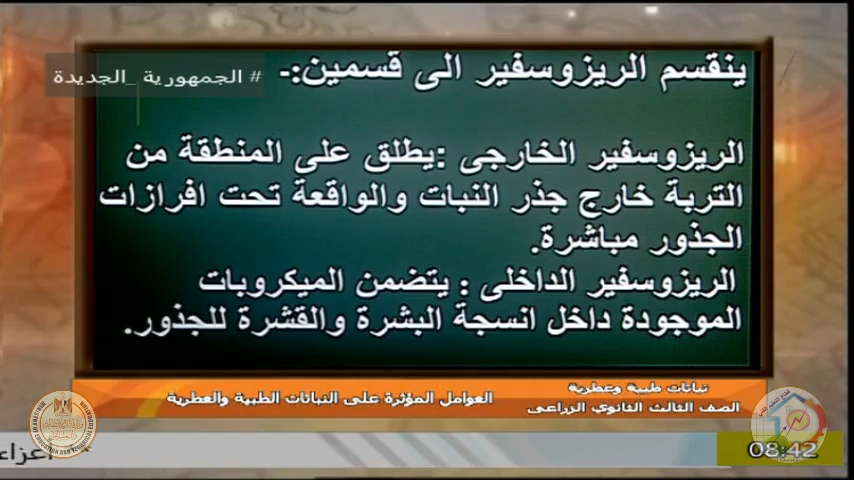 ينقسم الريزوسفير الى قسمين:-
# الجمهورية_الجديدة
الريزوسفير الخارجى :يطلق على المنطقة من
التربة خارج جذر النبات والواقعة تحت افرازات
الجذور مباشرة.
الريزوسفير الداخلى : يتضمن الميكروبات
الموجودة داخل انسجة البشرة والقشرة للجذور.
نباتات طبية وعطرية
الصف الثالث الثانوي الزراعى
العوامل المؤثرة على النباتات الطبية والعطرية
08:42
اعزاء